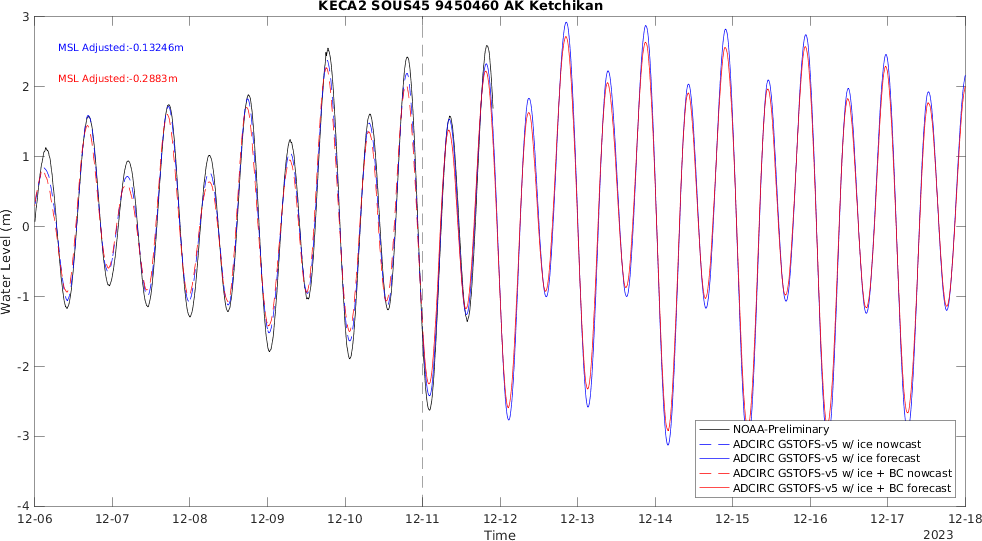 KECA2 SOUS45 9450460 AK Ketchikan
MSL Adjusted:-0.13246m
MSL Adjusted:-0.2883m
Water Level (m)
3
2
1
0
-1
-2
-3
-4
NOAA-Preliminary
ADCIRC GSTOFS-v5 w/ ice nowcast
ADCIRC GSTOFS-v5 w/ ice forecast
ADCIRC GSTOFS-v5 w/ ice + BC nowcast
ADCIRC GSTOFS-v5 w/ ice + BC forecast
12-06 12-07 12-08 12-09 12-10 12-11 12-12 12-13 12-14 12-15 12-16 12-17 12-18
Time
2023